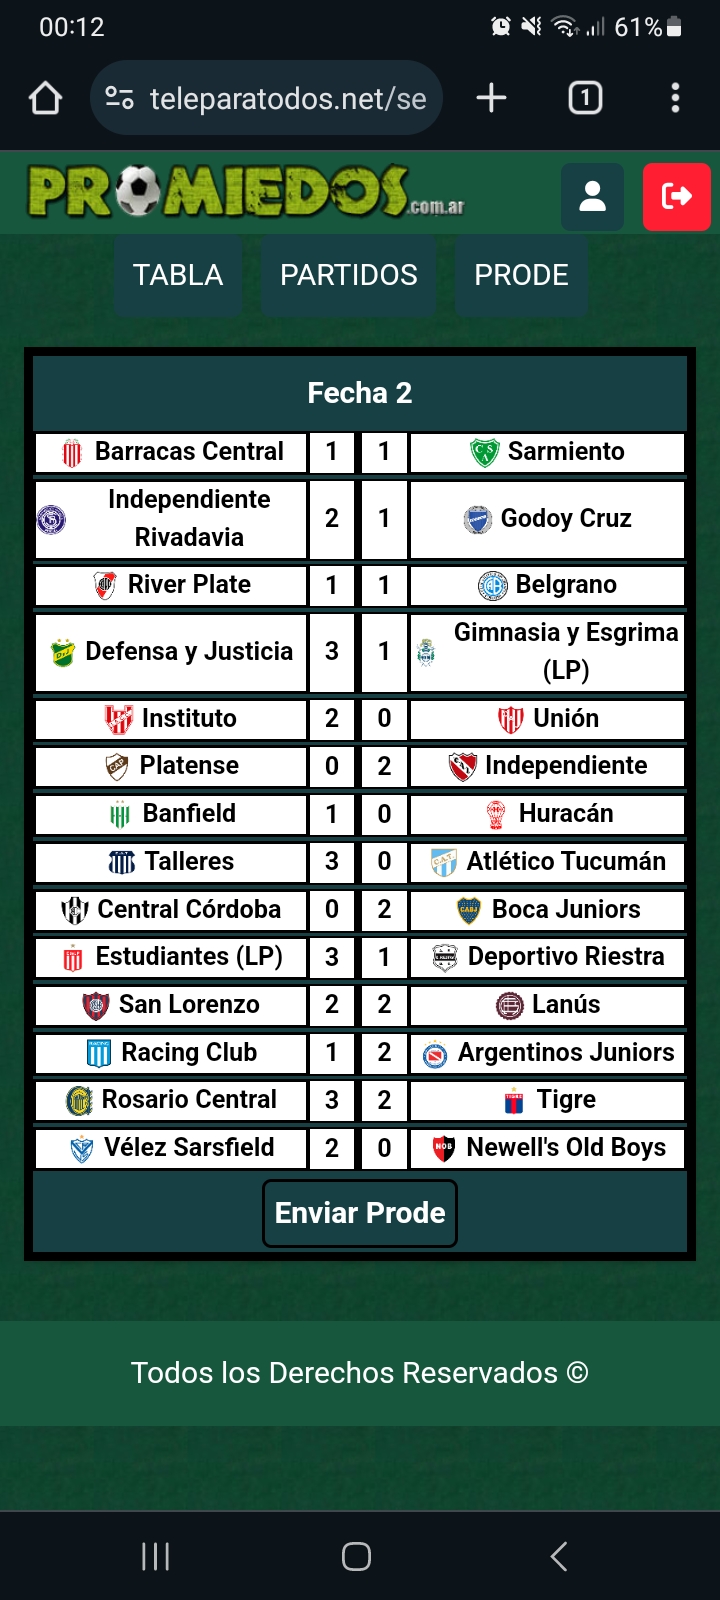 00:12 61%
teleparatodos.net/se 1
PROMIEDOS.com.ar
TABLA PARTIDOS PRODE
Fecha 2
Barracas Central 1 1 Sarmiento
Independiente Rivadavia 2 1 Godoy Cruz
River Plate 1 1 Belgrano
Defensa y Justicia 3 1 Gimnasia y Esgrima (LP)
Instituto 2 0 Unión
Platense 0 2 Independiente
Banfield 1 0 Huracán
Talleres 3 0 Atlético Tucumán
Central Córdoba 0 2 Boca Juniors
Estudiantes (LP) 3 1 Deportivo Riestra
San Lorenzo 2 2 Lanús
Racing Club 1 2 Argentinos Juniors
Rosario Central 3 2 Tigre
Vélez Sarsfield 2 0 Newell's Old Boys
Enviar Prode
Todos los Derechos Reservados ©